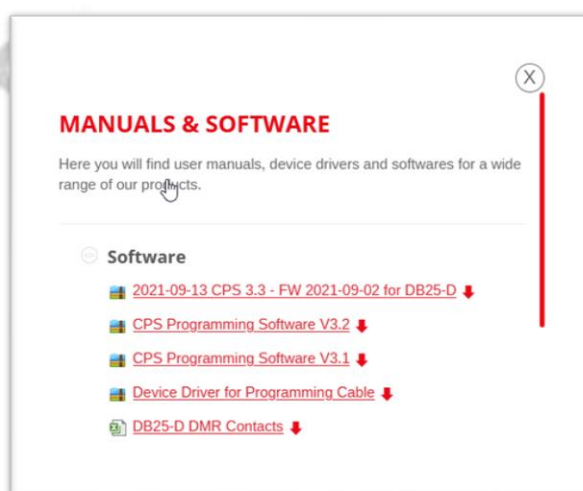 X
MANUALS & SOFTWARE
Here you will find user manuals, device drivers and softwares for a wide
range of our products.
Software
2021-09-13 CPS 3.3 - FW 2021-09-02 for DB25-D
CPS Programming Software V3.2
CPS Programming Software V3.1
Device Driver for Programming Cable
DB25-D DMR Contacts